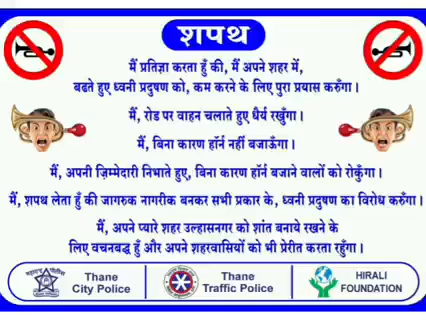 शपथ
मैं प्रतिज्ञा करता हुँ की, मैं अपने शहर में,
बढते हुए ध्वनी प्रदुषण को, कम करने के लिए पुरा प्रयास करुँगा।
मैं, रोड पर वाहन चलाते हुए धैर्य रखुँगा।
मैं, बिना कारण हॉर्न नहीं बजाऊँगा।
मैं, अपनी ज़िम्मेदारी निभाते हुए, बिना कारण हॉर्न बजाने वालों को रोकुँगा।
मैं, शपथ लेता हुँ की जागरुक नागरीक बनकर सभी प्रकार के, ध्वनी प्रदुषण का विरोध करुँगा।
मैं, अपने प्यारे शहर उल्हासनगर को शांत बनाये रखने के
लिए वचनबद्ध हुँ और अपने शहरवासियों को भी प्रेरीत करता रहुँगा।
महाराष्ट्र पोलीस
Thane
City Police
Thane
Traffic Police
HIRALI
FOUNDATION